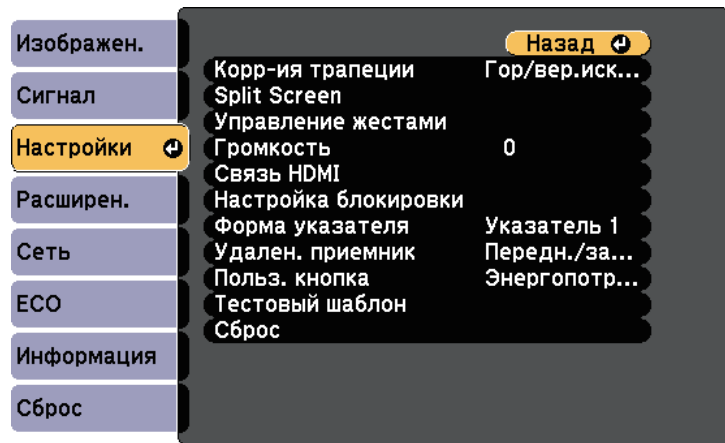 Изображен.
Сигнал
Настройки
Расширен.
Сеть
ECO
Информация
Сброс
Назад
Корр-ия трапеции Гор/вер.иск...
Split Screen
Управление жестами
Громкость 0
Связь HDMI
Настройка блокировки
Форма указателя Указатель 1
Удален. приемник Передн./за...
Польз. кнопка Энергопотр...
Тестовый шаблон
Сброс